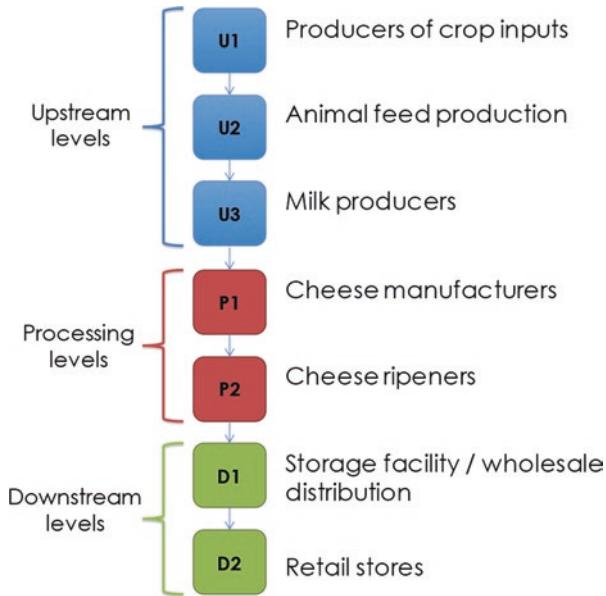 U1
Producers of crop inputs
Upstream
levels
U2
Animal feed production
U3
Milk producers
P1
Cheese manufacturers
Processing
levels
P2
Cheese ripeners
D1
Storage facility / wholesale
distribution
Downstream
levels
D2
Retail stores